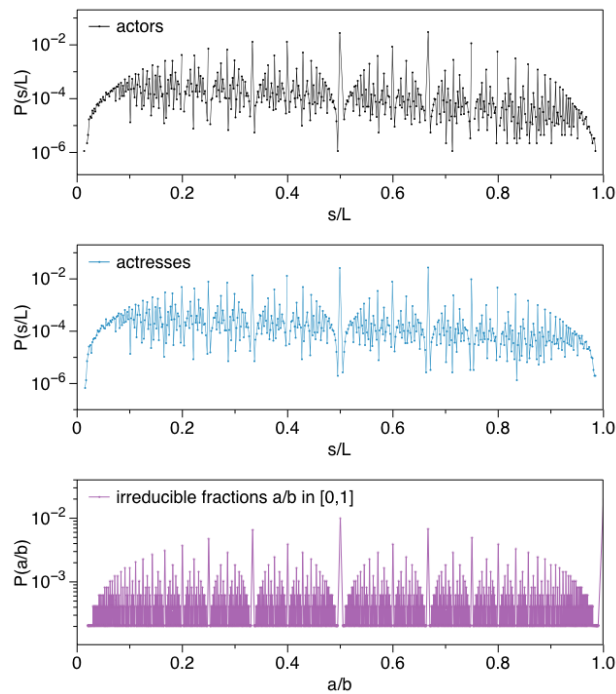 actors
P(s/L)
10⁻²
10⁻⁴
10⁻⁶
0 0.2 0.4 0.6 0.8 1.0
s/L
actresses
P(s/L)
10⁻²
10⁻⁴
10⁻⁶
0 0.2 0.4 0.6 0.8 1.0
s/L
irreducible fractions a/b in [0,1]
P(a/b)
10⁻²
10⁻³
0 0.2 0.4 0.6 0.8 1.0
a/b